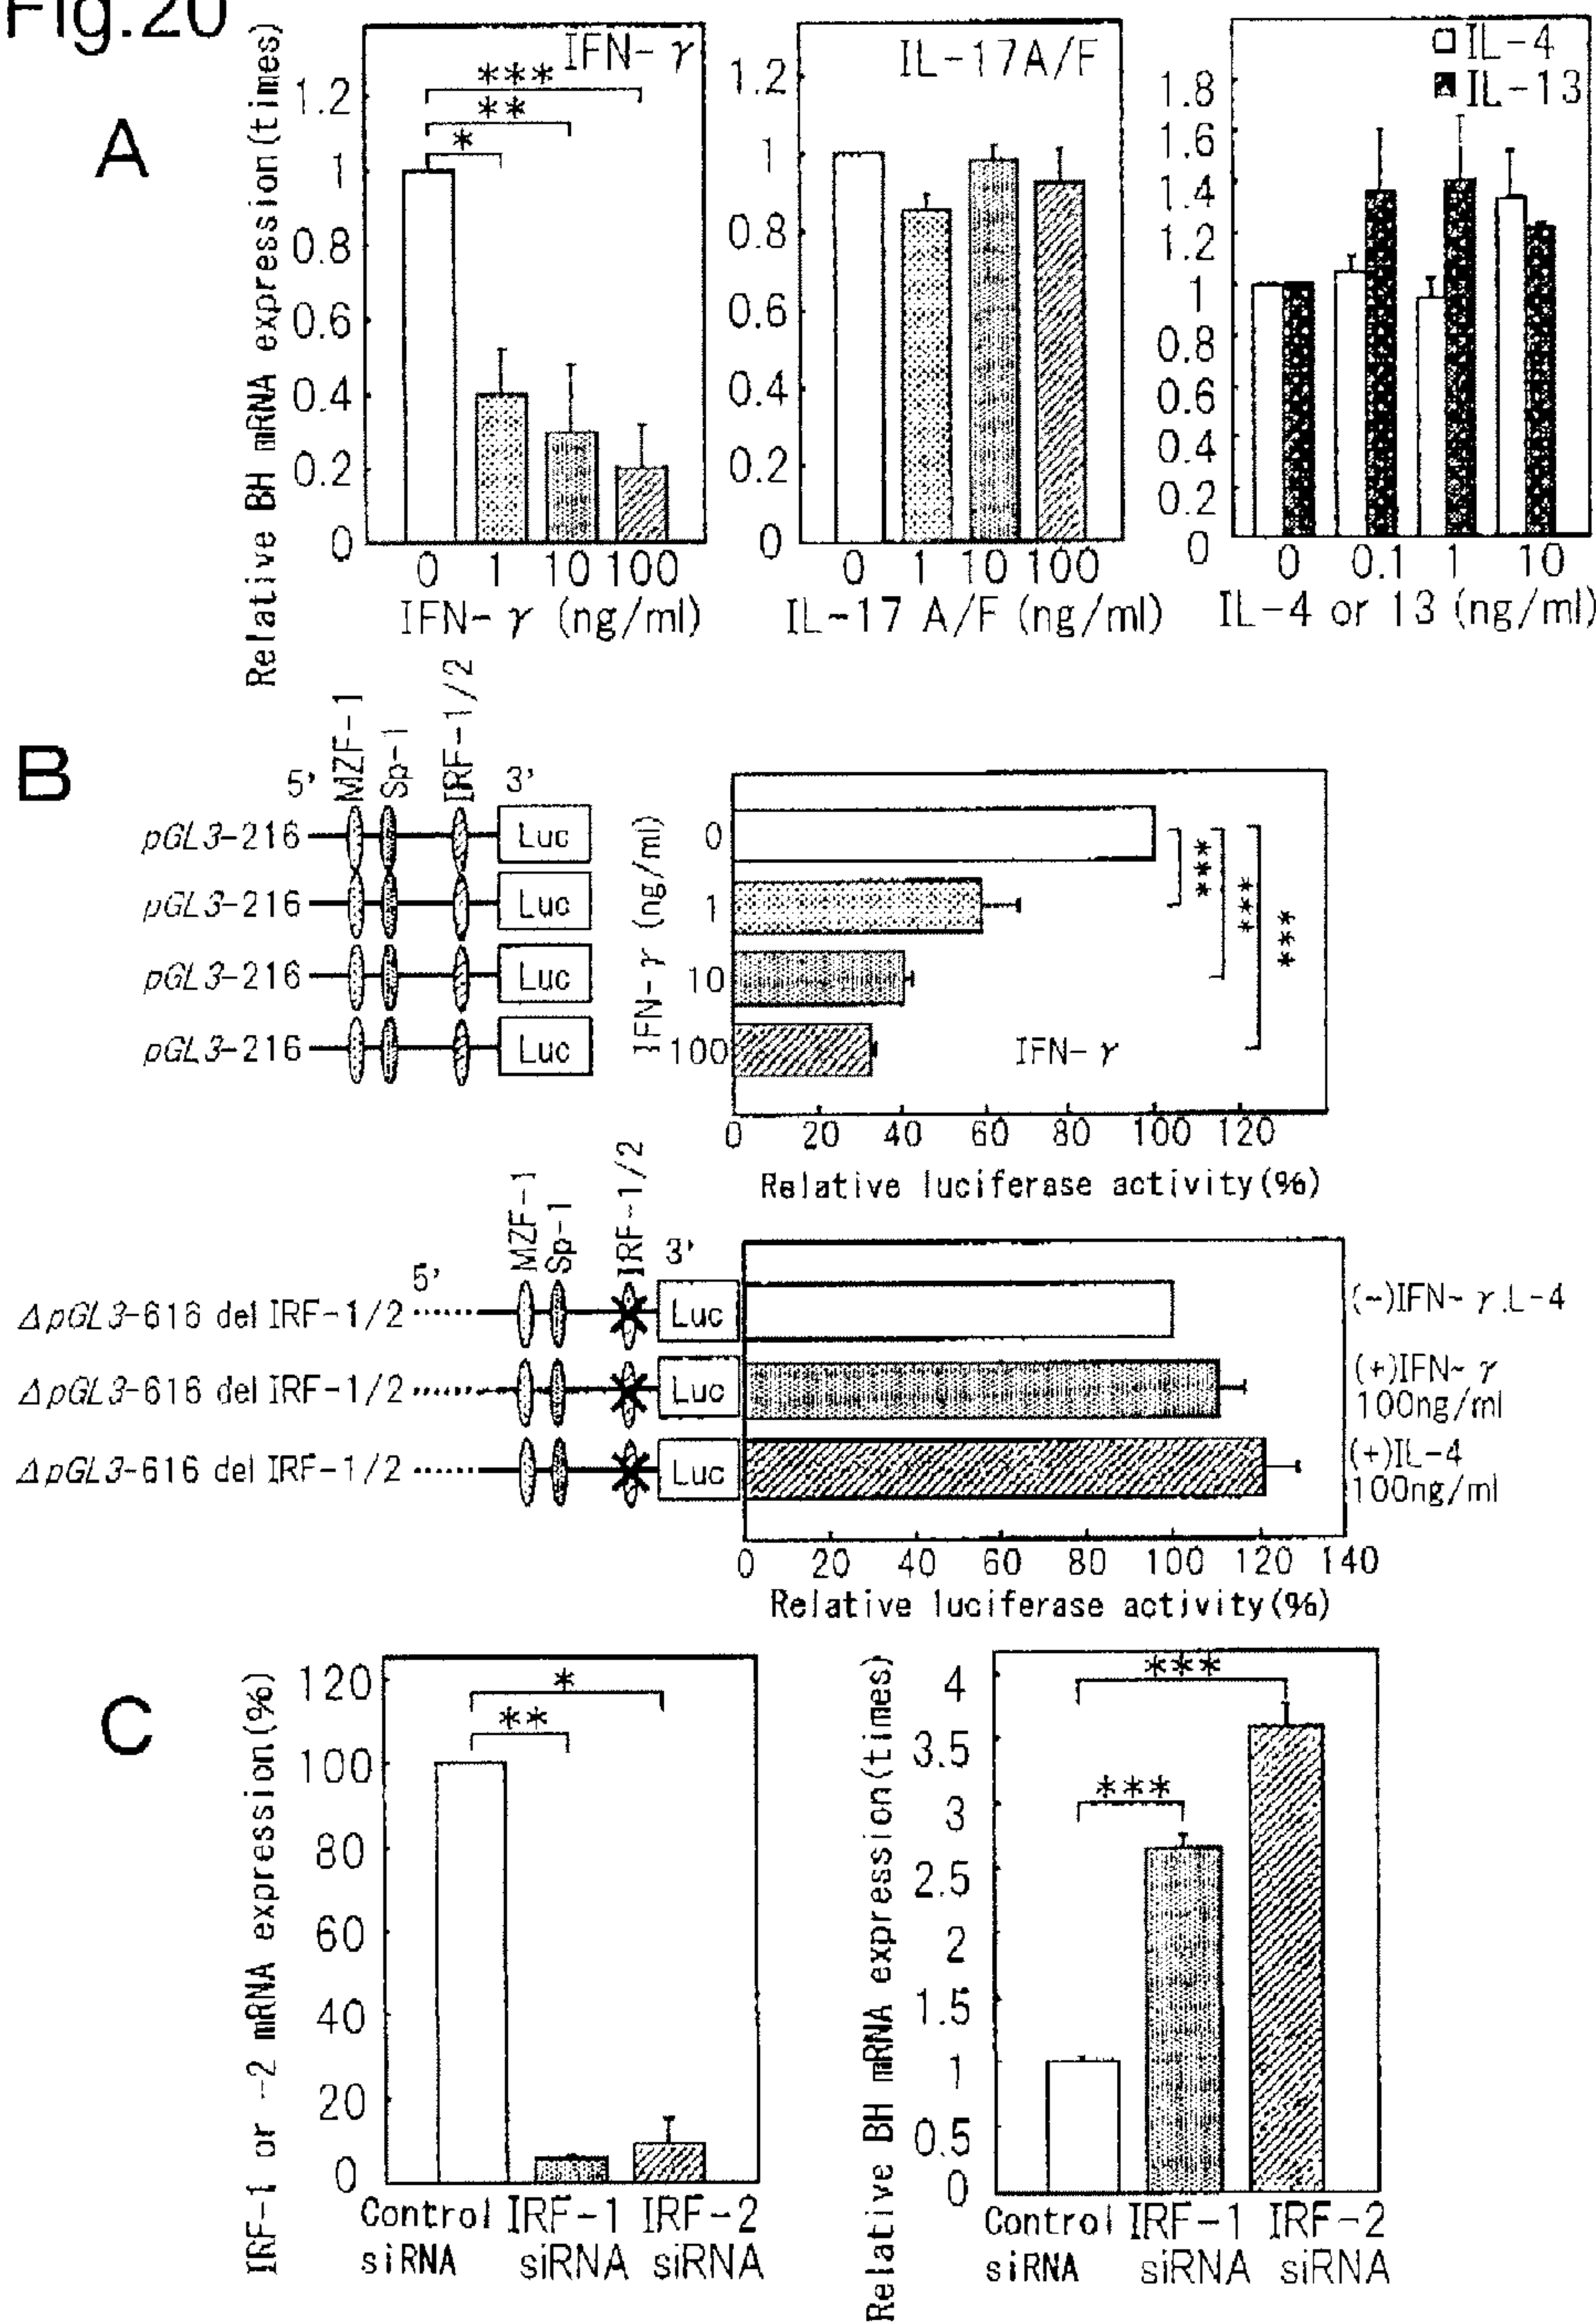 Fig.20
A
Relative BH mRNA expression(times)
IFN-γ
***
**
*
1.2
1
0.8
0.6
0.4
0.2
0
0 1 10 100
IFN-γ (ng/ml)
IL-17A/F
1.2
1
0.8
0.6
0.4
0.2
0
0 1 10 100
IL-17 A/F (ng/ml)
IL-4
IL-13
1.8
1.6
1.4
1.2
1
0.8
0.6
0.4
0.2
0
0 0.1 1 10
IL-4 or 13 (ng/ml)
B
5' MZF-1 Sp-1 IRF-1/2 3'
pGL3-216 Luc
pGL3-216 Luc
pGL3-216 Luc
pGL3-216 Luc
IFN-γ (ng/ml)
0
1
10
100
***
***
***
IFN-γ
0 20 40 60 80 100 120
Relative luciferase activity(%)
5' MZF-1 Sp-1 IRF-1/2 3'
ΔpGL3-616 del IRF-1/2 Luc (-)IFN-γ.L-4
ΔpGL3-616 del IRF-1/2 Luc (+)IFN-γ
100ng/ml
ΔpGL3-616 del IRF-1/2 Luc (+)IL-4
100ng/ml
0 20 40 60 80 100 120 140
Relative luciferase activity(%)
C
IRF-1 or -2 mRNA expression(%)
120
100
80
60
40
20
0
*
**
Control IRF-1 IRF-2
siRNA siRNA siRNA
Relative BH mRNA expression(times)
4
3.5
3
2.5
2
1.5
1
0.5
0
***
***
Control IRF-1 IRF-2
siRNA siRNA siRNA